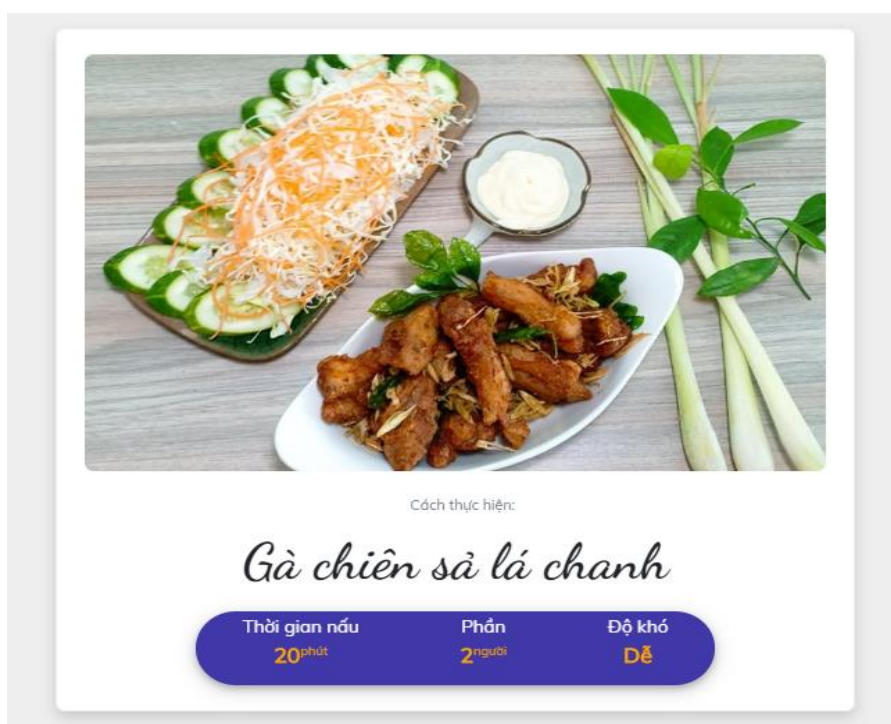 Cách thực hiện:
Gà chiên sả lá chanh
Thời gian nấu Phần Độ khó
20phút 2người Dễ